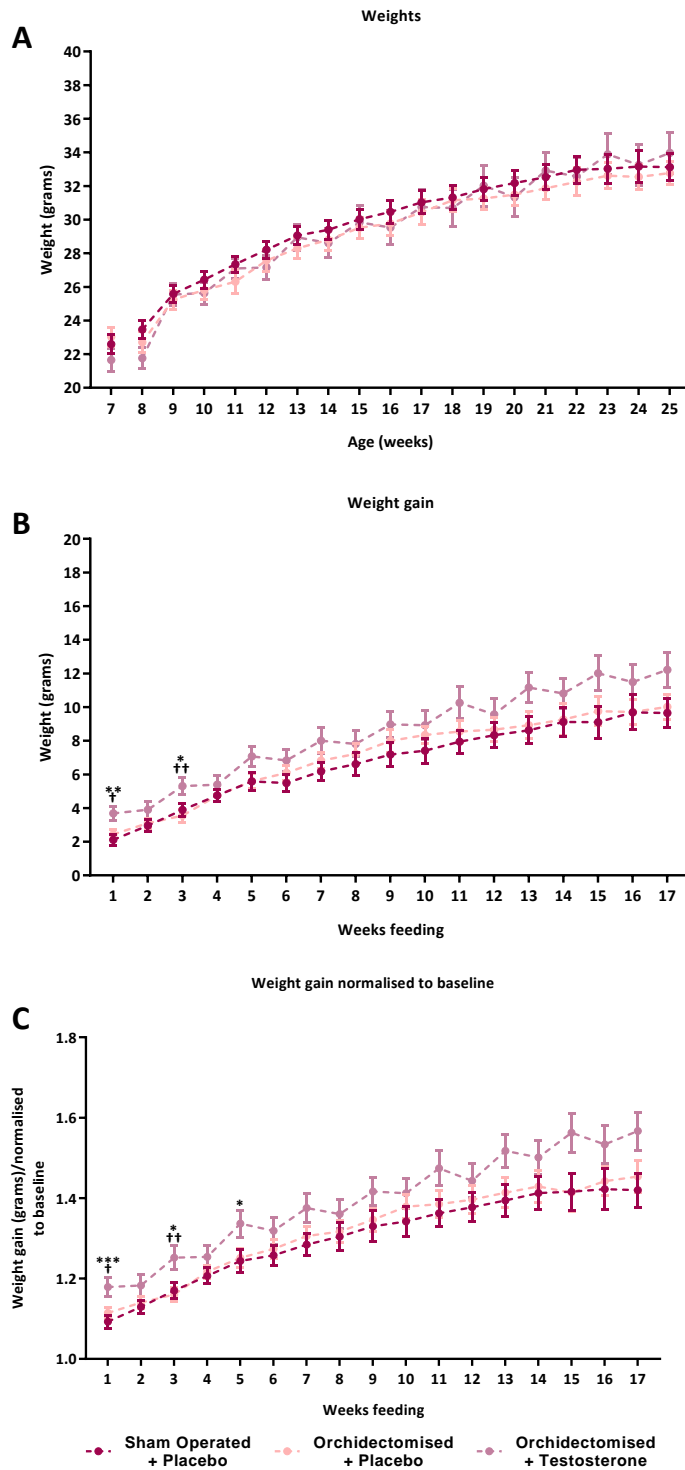 Weights
A
40
38
36
34
32
30
28
26
24
22
20
Weight (grams)
7 8 9 10 11 12 13 14 15 16 17 18 19 20 21 22 23 24 25
Age (weeks)
Weight gain
B
20
18
16
14
12
10
8
6
4
2
0
Weight (grams)
**
†
*
††
1 2 3 4 5 6 7 8 9 10 11 12 13 14 15 16 17
Weeks feeding
Weight gain normalised to baseline
C
1.8
1.6
1.4
1.2
1.0
Weight gain (grams)/normalised
to baseline
***
†
*
††
*
1 2 3 4 5 6 7 8 9 10 11 12 13 14 15 16 17
Weeks feeding
Sham Operated
+ Placebo
Orchidectomised
+ Placebo
Orchidectomised
+ Testosterone